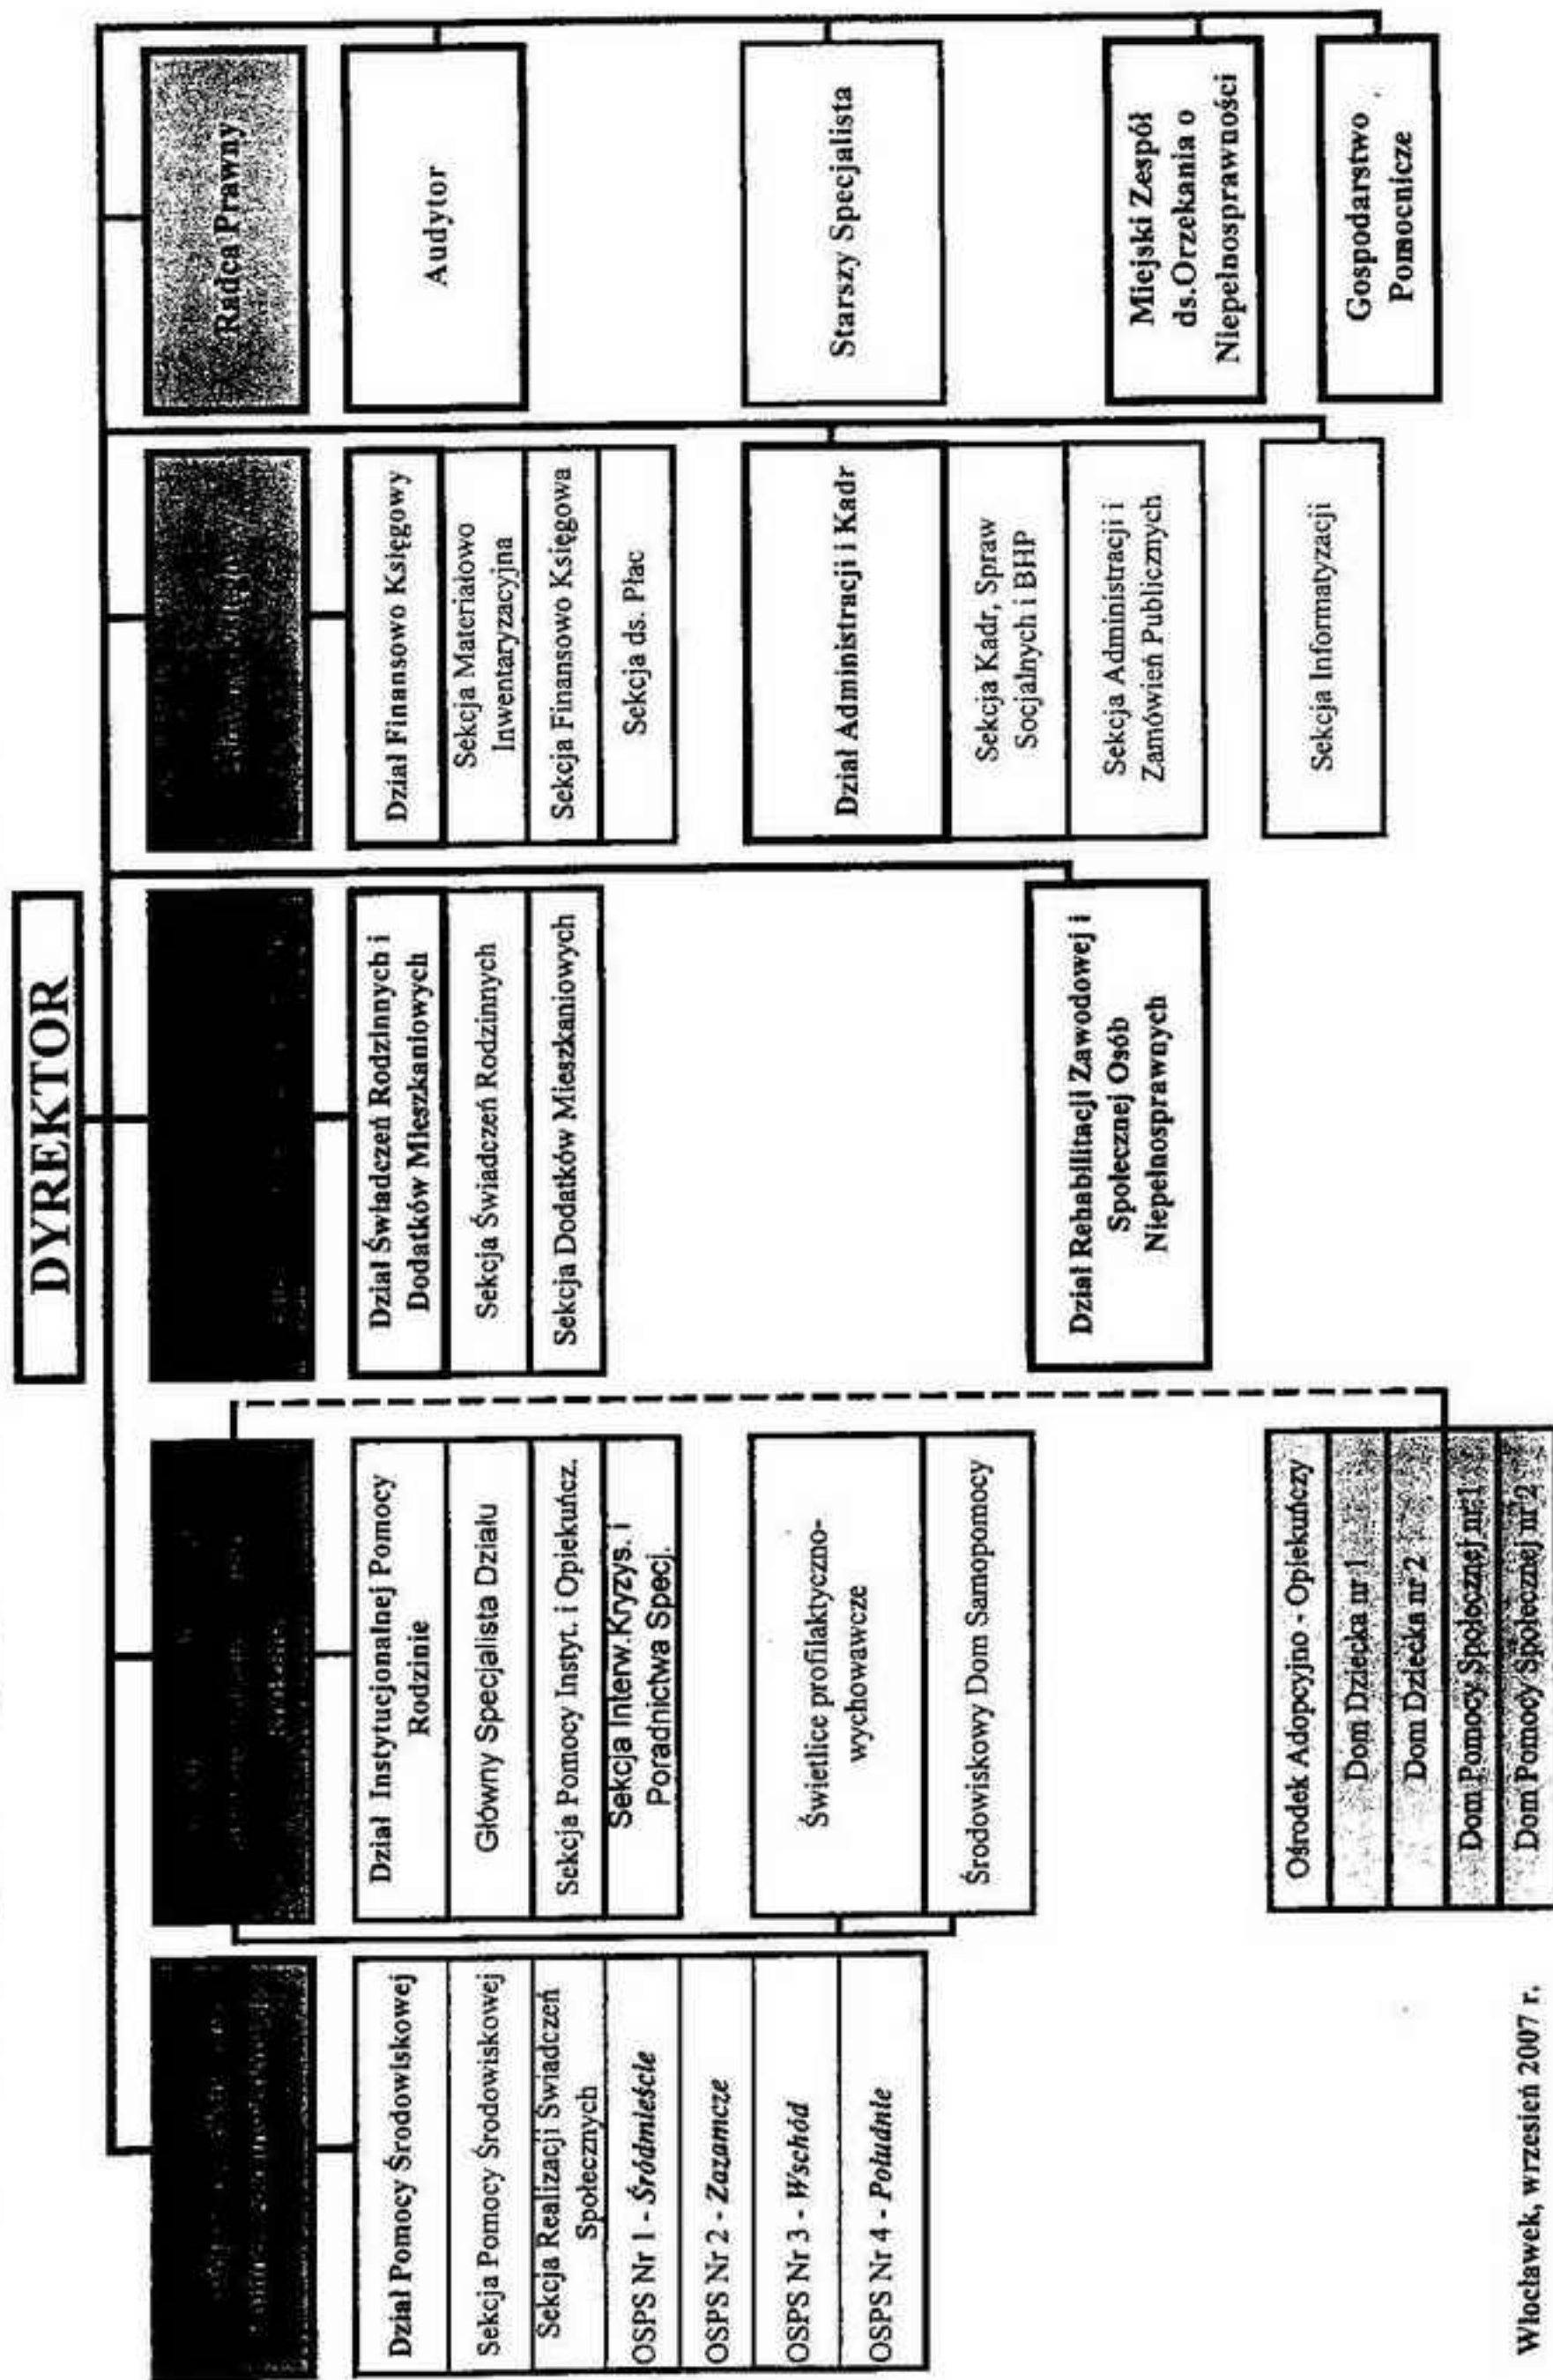 DYREKTOR
Radca Prawny
Dział Pomocy Środowiskowej
Sekcja Pomocy Środowiskowej
Sekcja Realizacji Świadczeń
Społecznych
OSPS Nr 1 - Śródmieście
OSPS Nr 2 - Zazamcze
OSPS Nr 3 - Wschód
OSPS Nr 4 - Południe
Dział Instytucjonalnej Pomocy
Rodzinie
Główny Specjalista Działu
Sekcja Pomocy Instyt. i Opiekuńcz.
Sekcja Interw.Kryzys. i
Poradnictwa Specj.
Świetlice profilaktyczno-
wychowawcze
Środowiskowy Dom Samopomocy
Ośrodek Adopcyjno - Opiekuńczy
Dom Dziecka nr 1
Dom Dziecka nr 2
Dom Pomocy Społecznej nr 1
Dom Pomocy Społecznej nr 2
Dział Świadczeń Rodzinnych i
Dodatków Mieszkaniowych
Sekcja Świadczeń Rodzinnych
Sekcja Dodatków Mieszkaniowych
Dział Rehabilitacji Zawodowej i
Społecznej Osób
Niepełnosprawnych
Dział Finansowo Księgowy
Sekcja Materiałowo
Inwentaryzacyjna
Sekcja Finansowo Księgowa
Sekcja ds. Płac
Dział Administracji i Kadr
Sekcja Kadr, Spraw
Socjalnych i BHP
Sekcja Administracji i
Zamówień Publicznych
Sekcja Informatyzacji
Audytor
Starszy Specjalista
Miejski Zespół
ds.Orzekania o
Niepełnosprawności
Gospodarstwo
Pomocnicze
Włocławek, wrzesień 2007 r.